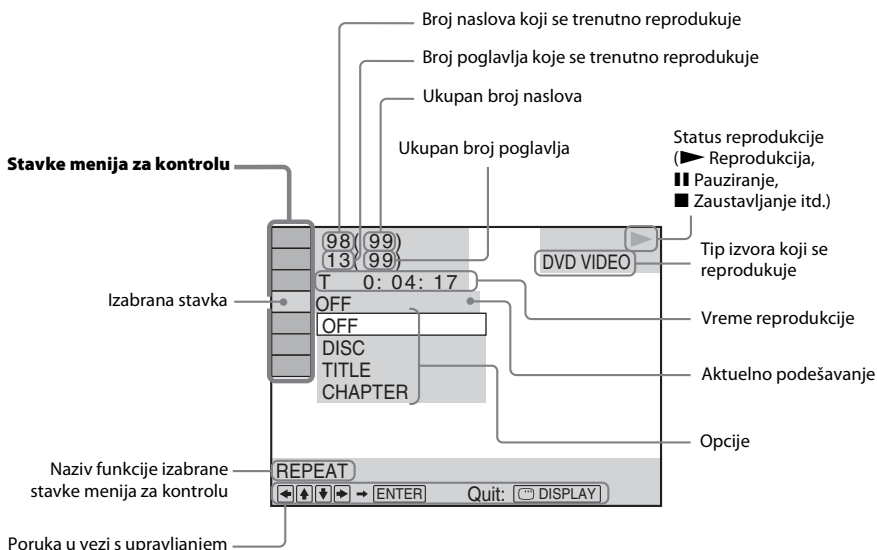 Broj naslova koji se trenutno reprodukuje
Broj poglavlja koje se trenutno reprodukuje
Ukupan broj naslova
Ukupan broj poglavlja
Status reprodukcije
(► Reprodukcija,
▮▮ Pauziranje,
■ Zaustavljanje itd.)
Stavke menija za kontrolu
98( 99)
13( 99)
DVD VIDEO
Tip izvora koji se
reprodukuje
T 0: 04: 17
Izabrana stavka
OFF
Vreme reprodukcije
OFF
DISC
TITLE
CHAPTER
Aktuelno podešavanje
Opcije
Naziv funkcije izabrane
stavke menija za kontrolu
REPEAT
←↑↓→ → ENTER Quit: DISPLAY
Poruka u vezi s upravljanjem